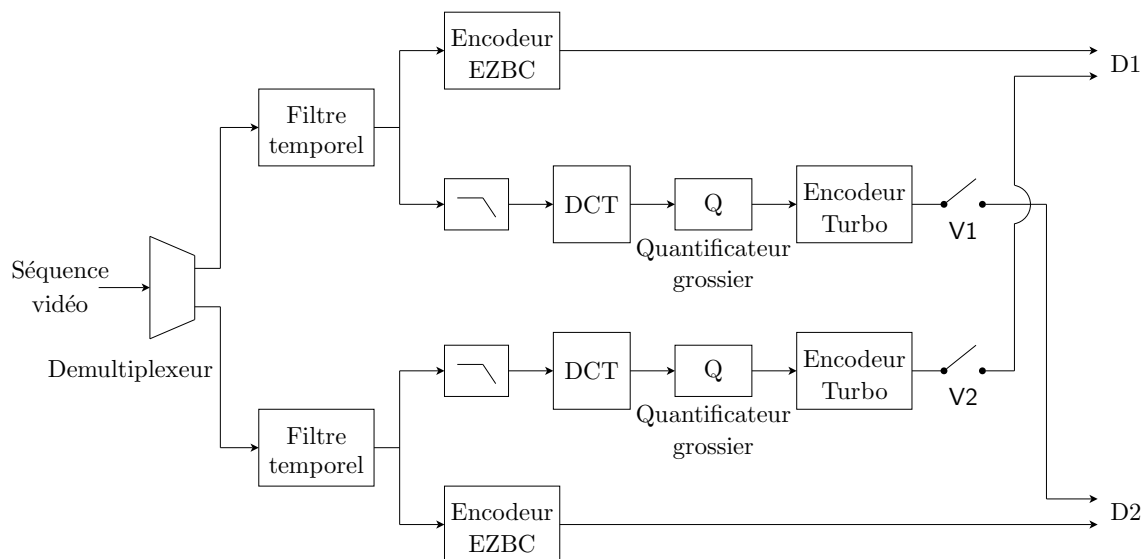 Encodeur
EZBC
D1
Filtre
temporel
DCT
Q
Encodeur
Turbo
V1
Quantificateur
grossier
Séquence
vidéo
Demultiplexeur
DCT
Q
Encodeur
Turbo
V2
Quantificateur
grossier
Filtre
temporel
Encodeur
EZBC
D2